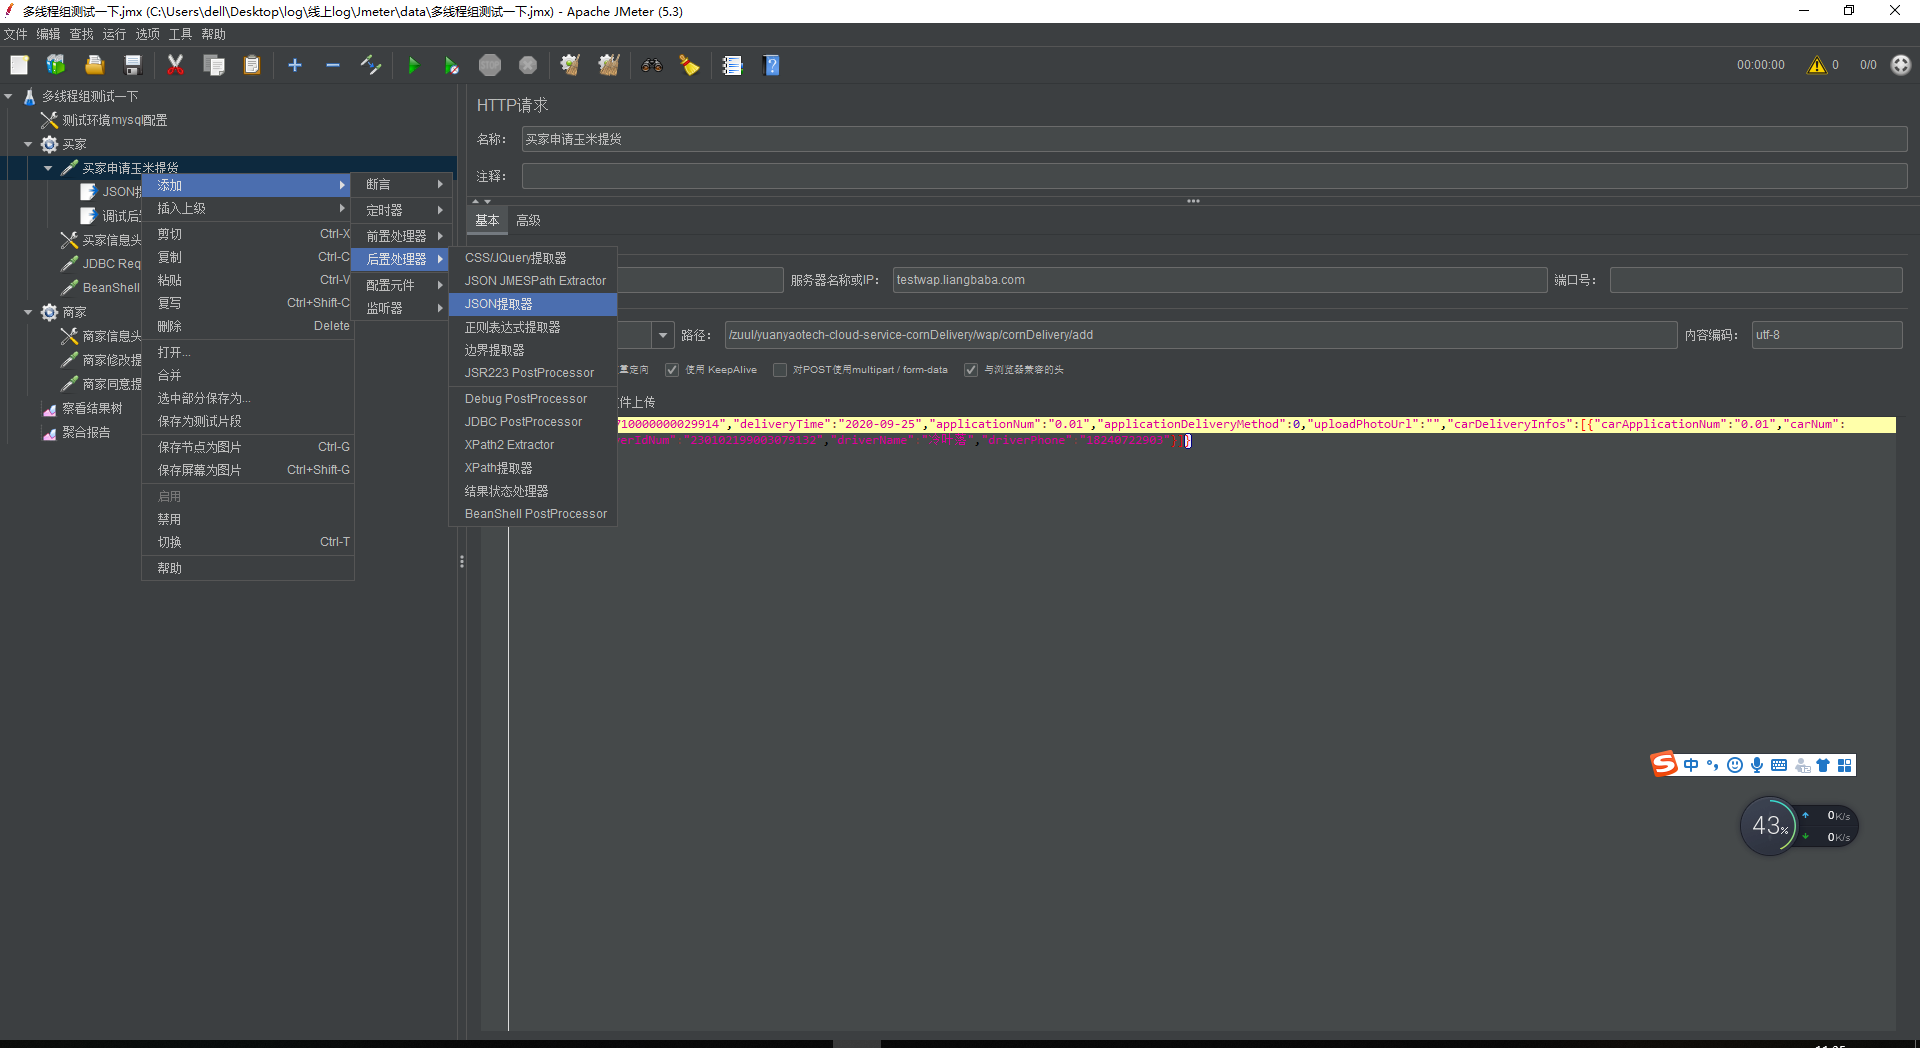 多线程组测试一下.jmx (C:\Users\dell\Desktop\log\线上log\Jmeter\data\多线程组测试一下.jmx) - Apache JMeter (5.3)
文件 编辑 查找 运行 选项 工具 帮助
00:00:00 0 0/0
多线程组测试一下
测试环境mysql配置
买家
买家申请玉米提货
JSON提
调试后
买家信息头
JDBC Req
BeanShell
商家
商家信息头
商家修改提
商家同意提
察看结果树
聚合报告
添加
插入上级
剪切 Ctrl-X
复制 Ctrl-C
粘贴 Ctrl-V
复写 Ctrl+Shift-C
删除 Delete
打开...
合并
选中部分保存为...
保存为测试片段
保存节点为图片 Ctrl-G
保存屏幕为图片 Ctrl+Shift-G
启用
禁用
切换 Ctrl-T
帮助
断言
定时器
前置处理器
后置处理器
配置元件
监听器
CSS/JQuery提取器
JSON JMESPath Extractor
JSON提取器
正则表达式提取器
边界提取器
JSR223 PostProcessor
Debug PostProcessor
JDBC PostProcessor
XPath2 Extractor
XPath提取器
结果状态处理器
BeanShell PostProcessor
HTTP请求
名称: 买家申请玉米提货
注释:
基本 高级
服务器名称或IP: testwap.liangbaba.com 端口号:
路径: /zuul/yuanyaotech-cloud-service-cornDelivery/wap/cornDelivery/add 内容编码: utf-8
重定向 使用 KeepAlive 对POST使用multipart / form-data 与浏览器兼容的头
件上传
710000000029914","deliveryTime":"2020-09-25","applicationNum":"0.01","applicationDeliveryMethod":0,"uploadPhotoUrl":"","carDeliveryInfos":[{"carApplicationNum":"0.01","carNum":
verIdNum":"230102199003079132","driverName":" ","driverPhone":"18240722903"}]}
中
43%
0K/s
0K/s